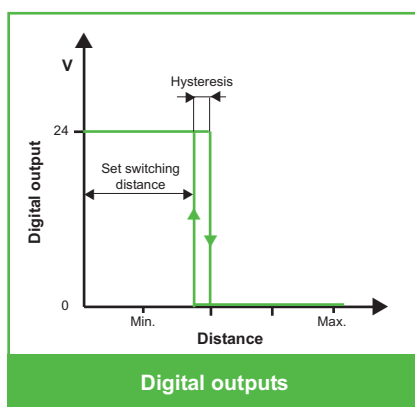 V
Hysteresis
24
Set switching
distance
Digital output
0
Min.
Max.
Distance
Digital outputs